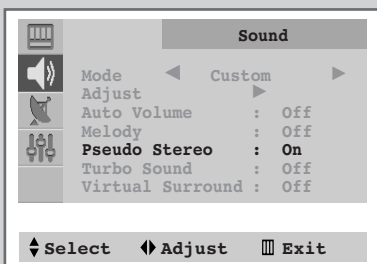 Sound
Mode ◀ Custom ▶
Adjust ▶
Auto Volume : Off
Melody : Off
Pseudo Stereo : On
Turbo Sound : Off
Virtual Surround : Off
Select Adjust Exit